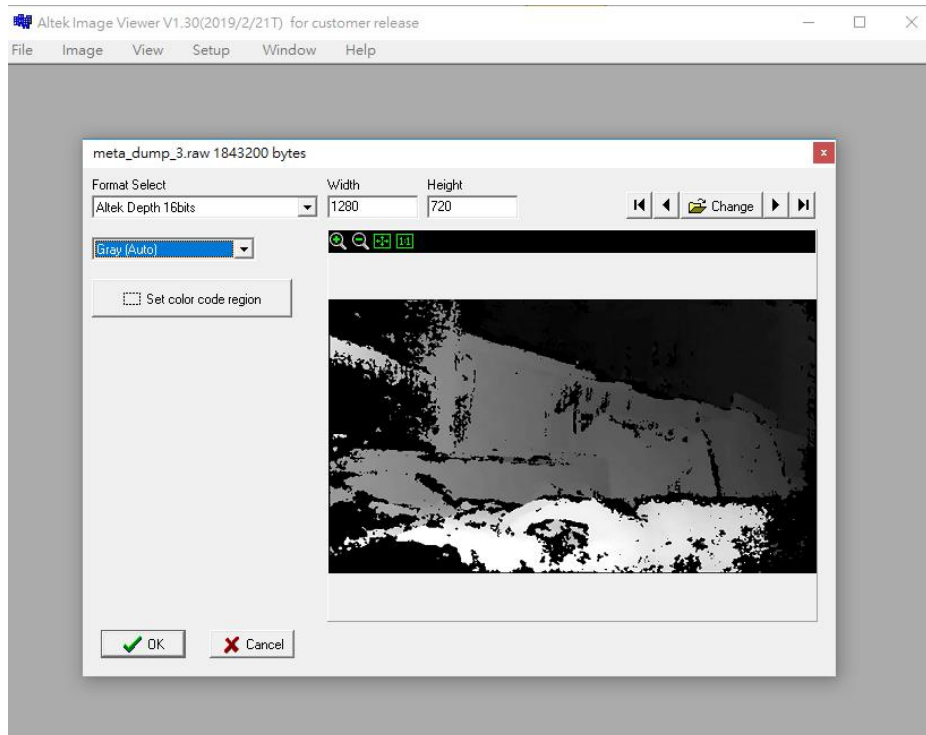 Altek Image Viewer V1.30(2019/2/21T) for customer release
File Image View Setup Window Help
meta_dump_3.raw 1843200 bytes
Format Select Width Height
Altek Depth 16bits 1280 720 Change
Gray (Auto)
1:1
Set color code region
OK Cancel